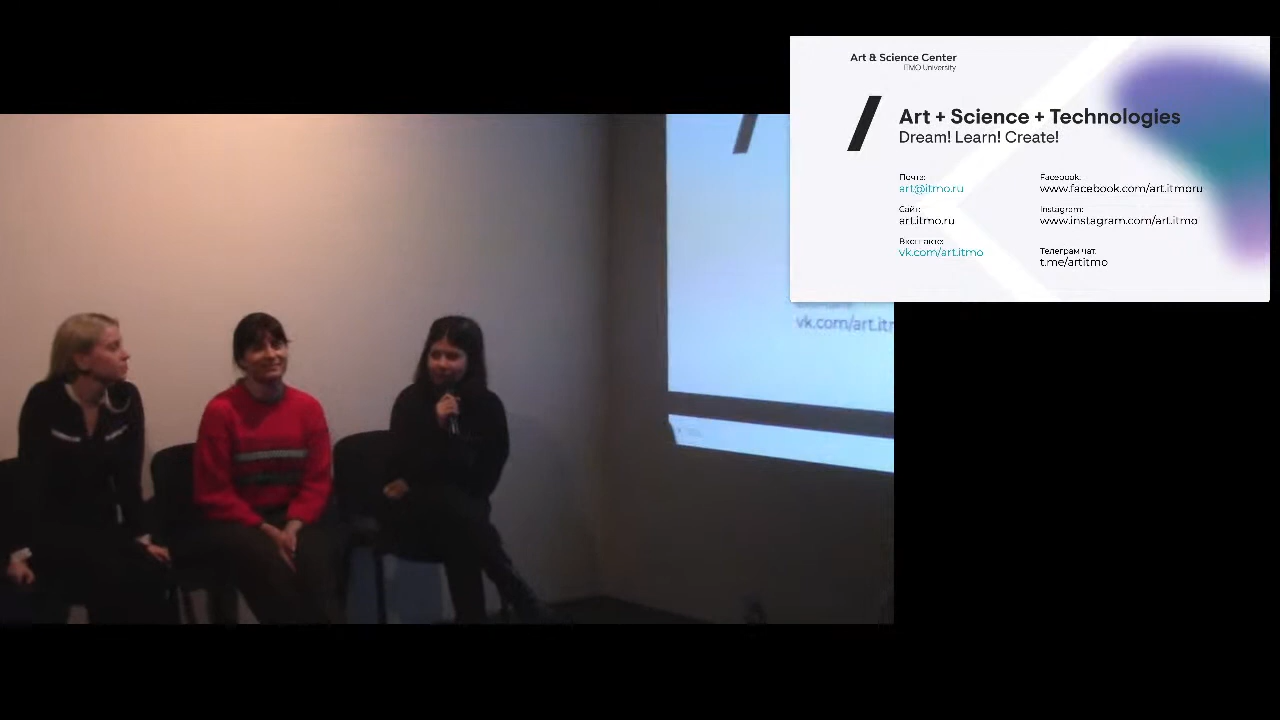 Art & Science Center
ITMO University
Art + Science + Technologies
Dream! Learn! Create!
Почта:
art@itmo.ru
Сайт:
art.itmo.ru
Вконтакте:
vk.com/art.itmo
Facebook:
www.facebook.com/art.itmoru
Instagram:
www.instagram.com/art.itmo
Телеграм чат:
t.me/artitmo
vk.com/art.itm